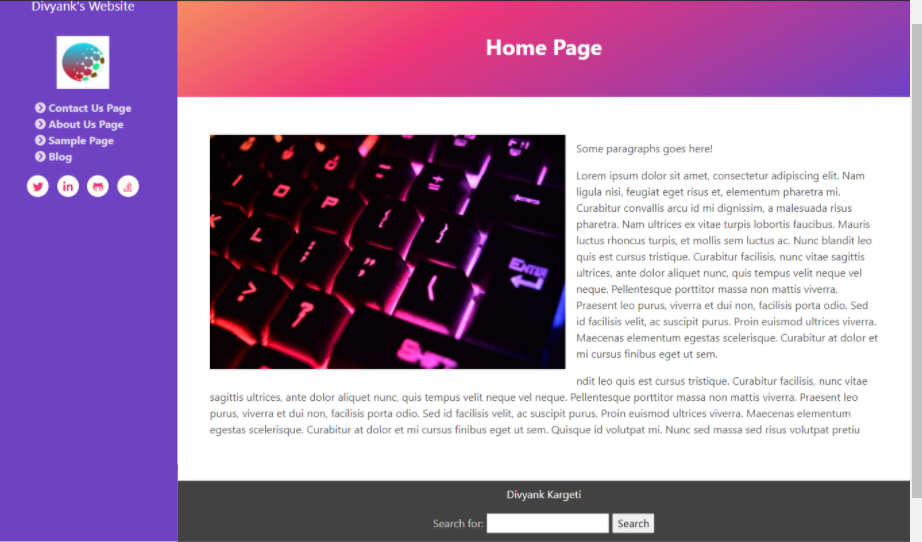 Divyank's Website
Contact Us Page
About Us Page
Sample Page
Blog
Home Page
O
P
L
ENTER
Some paragraphs goes here!
Lorem ipsum dolor sit amet, consectetur adipiscing elit. Nam
ligula nisi, feugiat eget risus et, elementum pharetra mi.
Curabitur convallis arcu id mi dignissim, a malesuada risus
pharetra. Nam ultrices ex vitae turpis lobortis faucibus. Mauris
luctus rhoncus turpis, et mollis sem luctus ac. Nunc blandit leo
quis est cursus tristique. Curabitur facilisis, nunc vitae sagittis
ultrices, ante dolor aliquet nunc, quis tempus velit neque vel
neque. Pellentesque porttitor massa non mattis viverra.
Praesent leo purus, viverra et dui non, facilisis porta odio. Sed
id facilisis velit, ac suscipit purus. Proin euismod ultrices viverra.
Maecenas elementum egestas scelerisque. Curabitur at dolor et
mi cursus finibus eget ut sem.
ndit leo quis est cursus tristique. Curabitur facilisis, nunc vitae
sagittis ultrices, ante dolor aliquet nunc, quis tempus velit neque vel neque. Pellentesque porttitor massa non mattis viverra. Praesent leo
purus, viverra et dui non, facilisis porta odio. Sed id facilisis velit, ac suscipit purus. Proin euismod ultrices viverra. Maecenas elementum
egestas scelerisque. Curabitur at dolor et mi cursus finibus eget ut sem. Quisque id volutpat mi. Nunc sed massa sed risus volutpat pretiu
Divyank Kargeti
Search for: Search